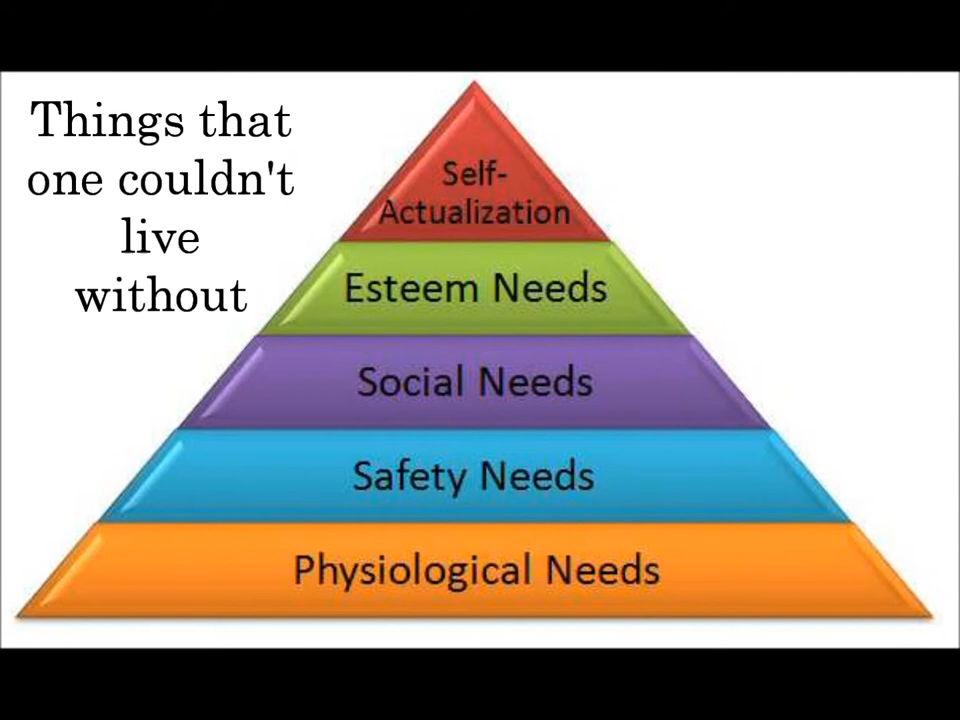 Things that
one couldn't
live
without
Self-
Actualization
Esteem Needs
Social Needs
Safety Needs
Physiological Needs